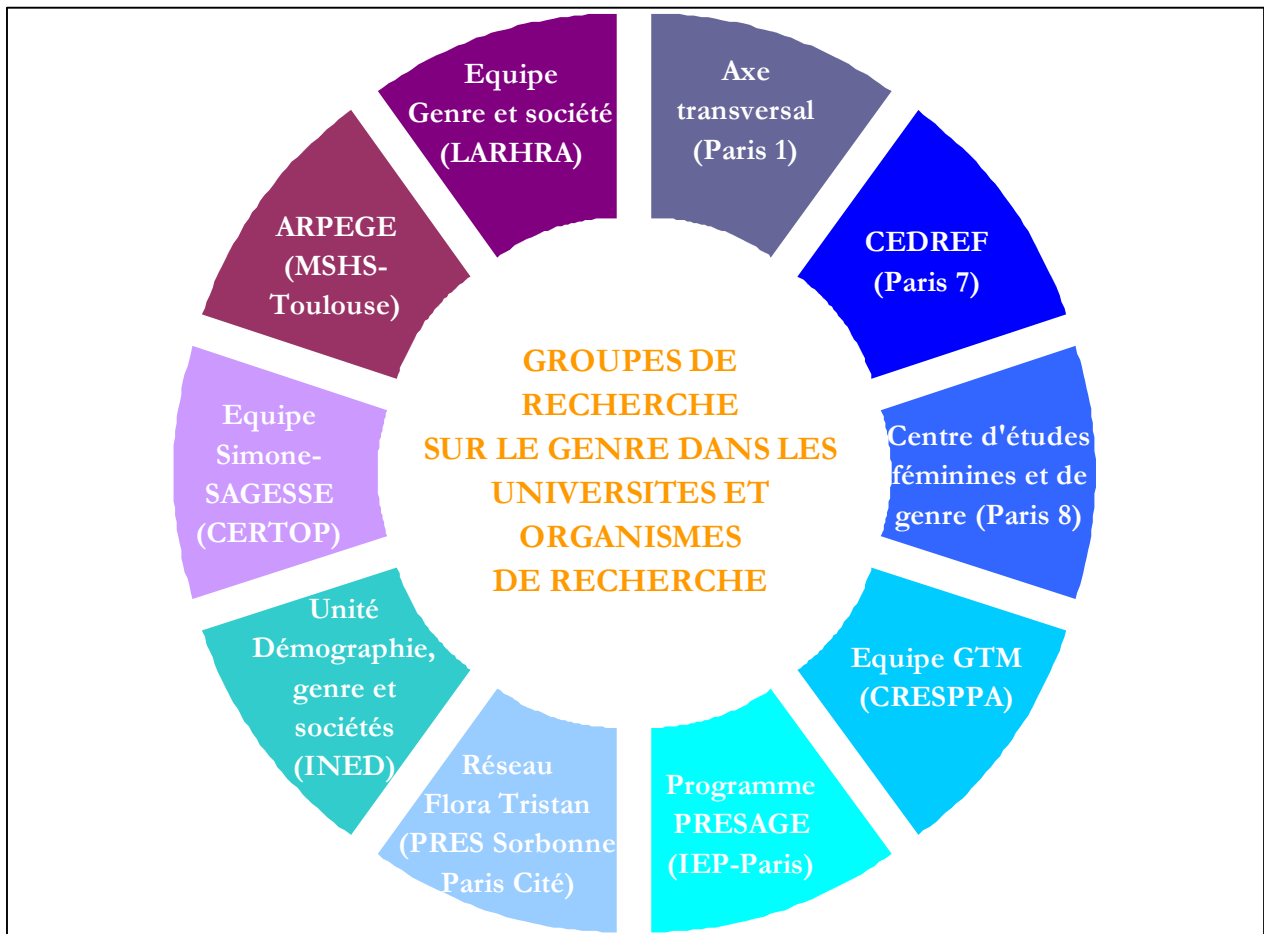 Equipe
Genre et société
(LARHRA)
Axe
transversal
(Paris 1)
CEDREF
(Paris 7)
Centre d'études
féminines et de
genre (Paris 8)
Equipe GTM
(CRESPPA)
Programme
PRESAGE
(IEP-Paris)
Réseau
Flora Tristan
(PRES Sorbonne
Paris Cité)
Unité
Démographie,
genre et
sociétés
(INED)
Equipe
Simone-
SAGESSE
(CERTOP)
ARPEGE
(MSHS-
Toulouse)
GROUPES DE
RECHERCHE
SUR LE GENRE DANS LES
UNIVERSITES ET
ORGANISMES
DE RECHERCHE